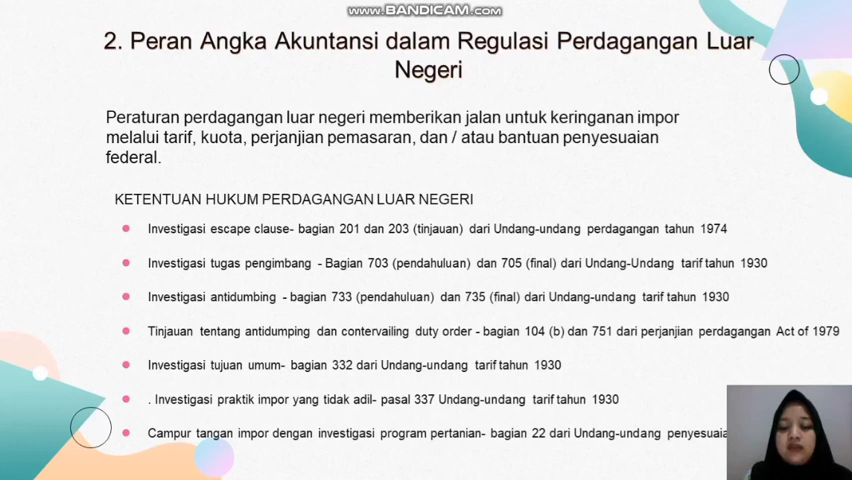 www.BANDICAM.com
2. Peran Angka Akuntansi dalam Regulasi Perdagangan Luar
Negeri
Peraturan perdagangan luar negeri memberikan jalan untuk keringanan impor
melalui tarif, kuota, perjanjian pemasaran, dan / atau bantuan penyesuaian
federal.
KETENTUAN HUKUM PERDAGANGAN LUAR NEGERI
Investigasi escape clause- bagian 201 dan 203 (tinjauan) dari Undang-undang perdagangan tahun 1974
Investigasi tugas pengimbang - Bagian 703 (pendahuluan) dan 705 (final) dari Undang-Undang tarif tahun 1930
Investigasi antidumbing - bagian 733 (pendahuluan) dan 735 (final) dari Undang-undang tarif tahun 1930
Tinjauan tentang antidumping dan contervailing duty order - bagian 104 (b) dan 751 dari perjanjian perdagangan Act of 1979
Investigasi tujuan umum- bagian 332 dari Undang-undang tarif tahun 1930
. Investigasi praktik impor yang tidak adil- pasal 337 Undang-undang tarif tahun 1930
Campur tangan impor dengan investigasi program pertanian- bagian 22 dari Undang-undang